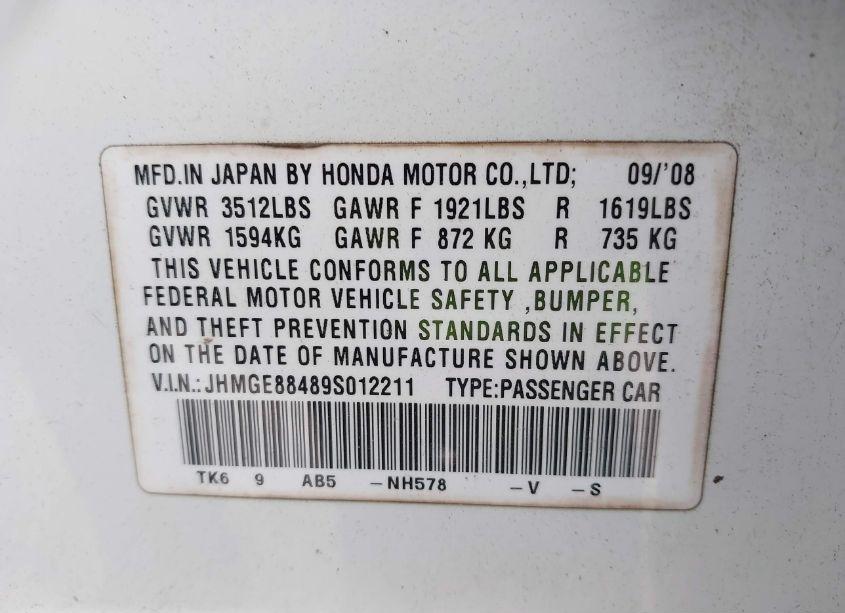 MFD.IN JAPAN BY HONDA MOTOR CO.,LTD; 09/'08
GVWR 3512LBS GAWR F 1921LBS R 1619LBS
GVWR 1594KG GAWR F 872 KG R 735 KG
THIS VEHICLE CONFORMS TO ALL APPLICABLE
FEDERAL MOTOR VEHICLE SAFETY ,BUMPER,
AND THEFT PREVENTION STANDARDS IN EFFECT
ON THE DATE OF MANUFACTURE SHOWN ABOVE.
V.I.N.: JHMGE88489S012211 TYPE:PASSENGER CAR
TK6 9 AB5 -NH578 -V -S